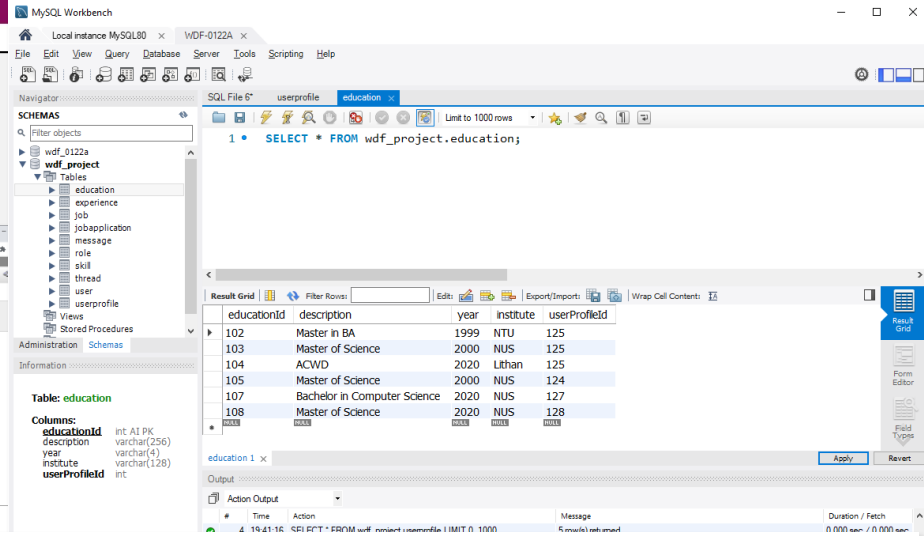 MySQL Workbench
Local instance MySQL80 × WDF-0122A ×
File Edit View Query Database Server Tools Scripting Help
Navigator
SCHEMAS
Filter objects
wdf_0122a
wdf_project
Tables
education
experience
job
jobapplication
message
role
skill
thread
user
userprofile
Views
Stored Procedures
Administration Schemas
Information
Table: education
Columns:
educationId int AI PK
description varchar(256)
year varchar(4)
institute varchar(128)
userProfileId int
SQL File 6* userprofile education ×
Limit to 1000 rows
1 SELECT * FROM wdf_project.education;
Result Grid Filter Rows: Edit: Export/Import: Wrap Cell Content:
educationId description year institute userProfileId
102 Master in BA 1999 NTU 125
103 Master of Science 2000 NUS 125
104 ACWD 2020 Lithan 125
105 Master of Science 2000 NUS 124
107 Bachelor in Computer Science 2020 NUS 127
108 Master of Science 2020 NUS 128
NULL NULL NULL NULL NULL
Result Grid
Form Editor
Field Types
education 1 × Apply Revert
Output
Action Output
# Time Action Message Duration / Fetch
4 19:41:16 SELECT * FROM wdf_project.userprofile LIMIT 0, 1000 5 row(s) returned 0.000 sec / 0.000 sec